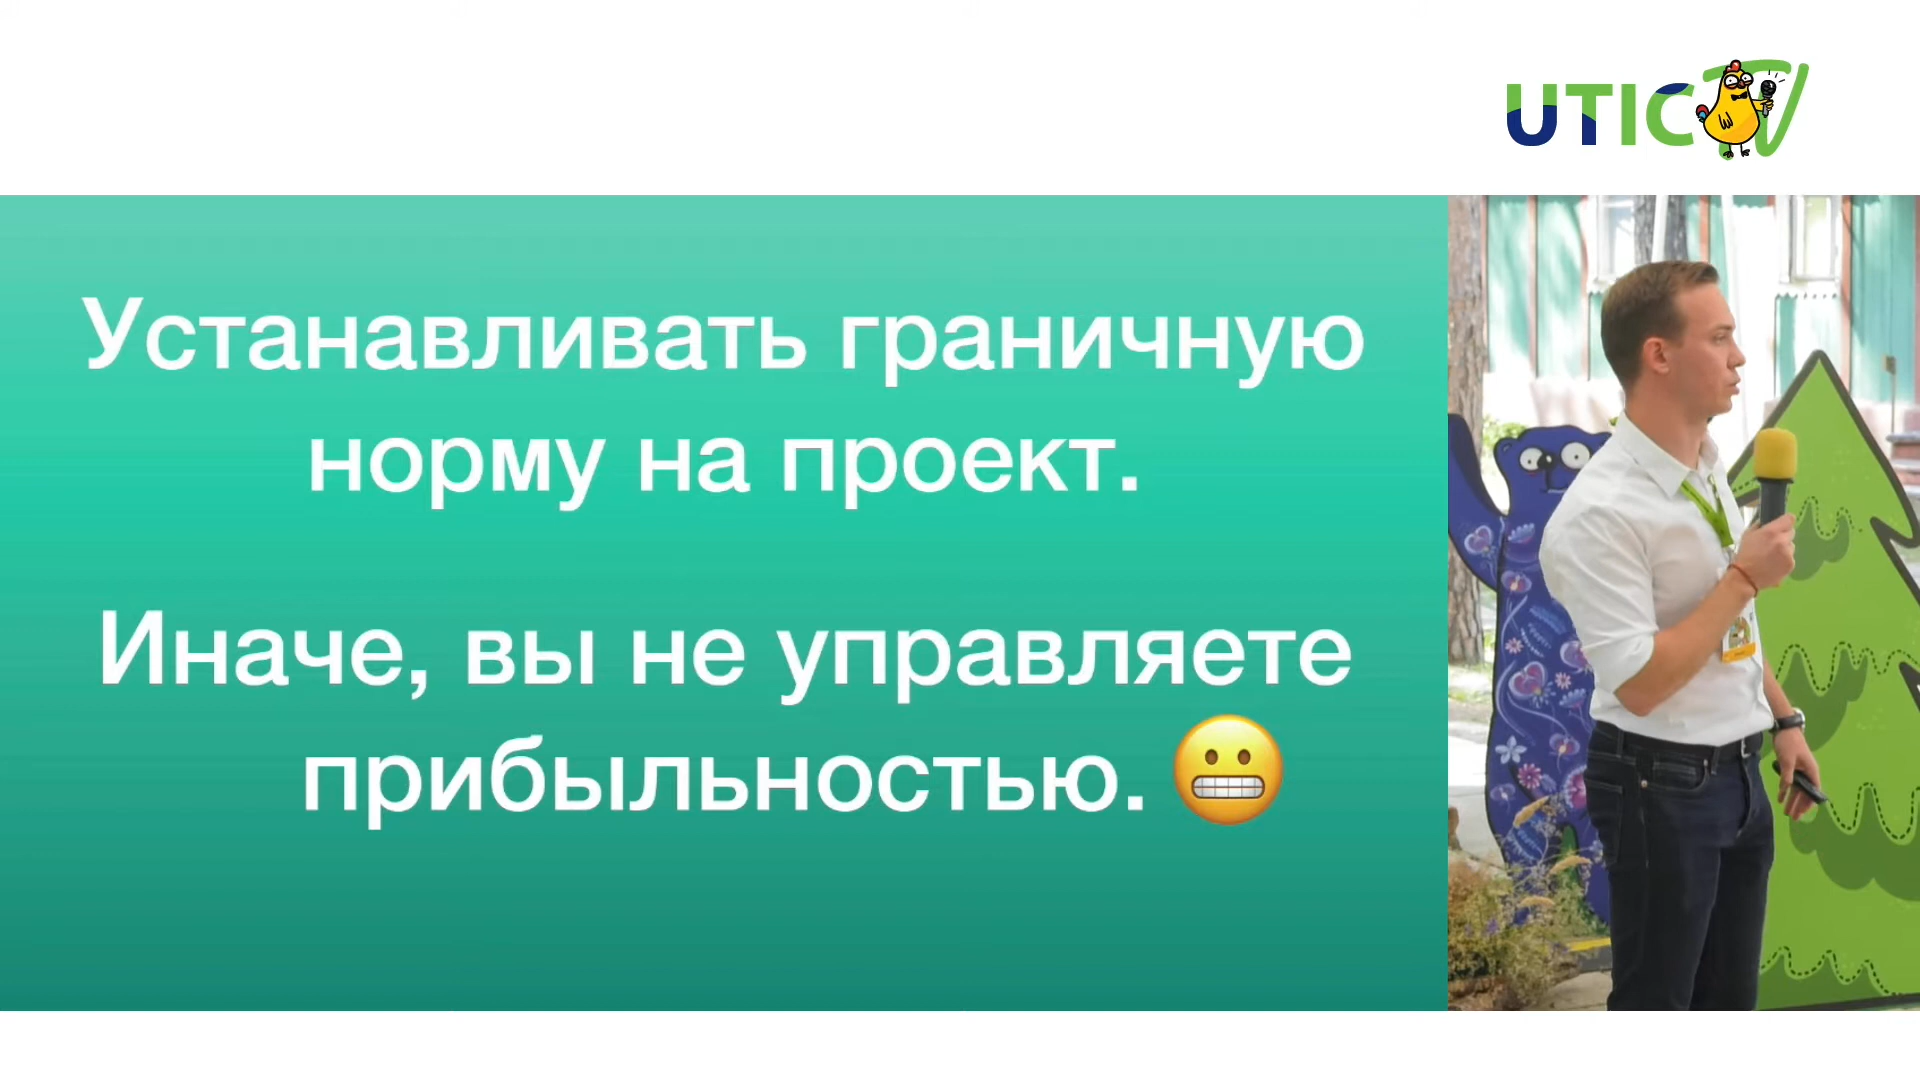 UTIC TV
Устанавливать граничную
норму на проект.
Иначе, вы не управляете
прибыльностью. 😬